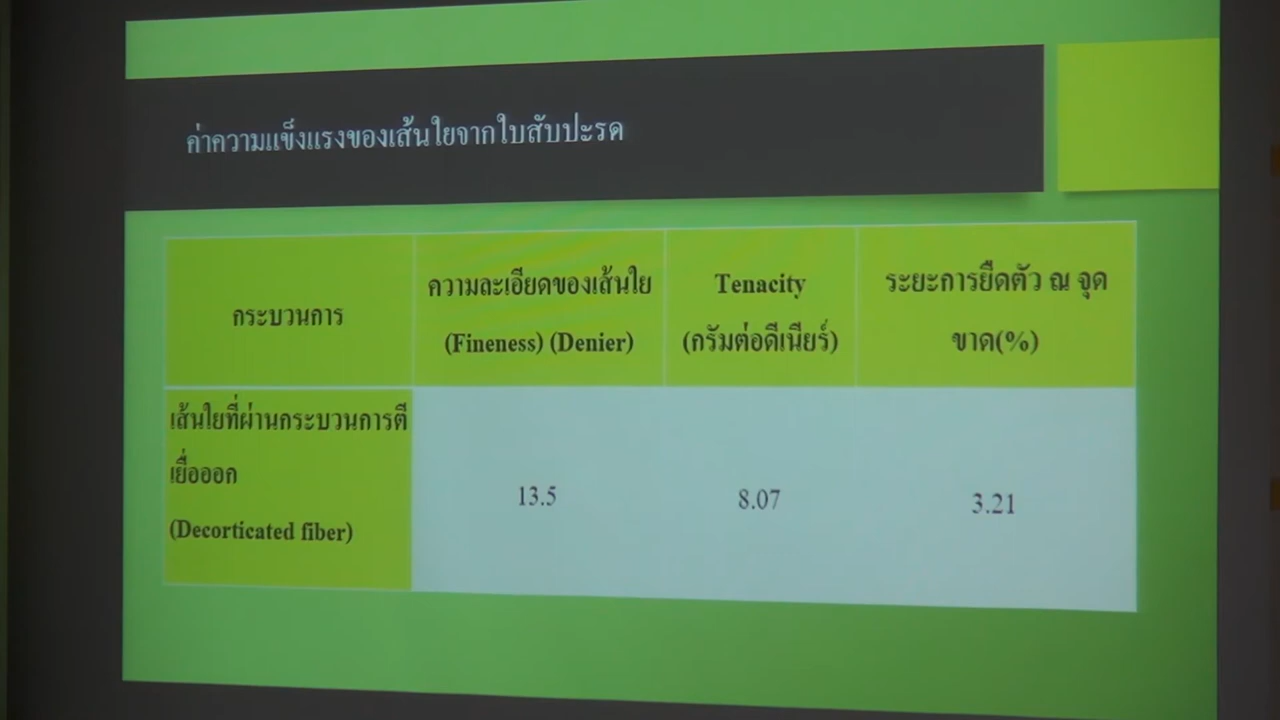 ค่าความแข็งแรงของเส้นใยจากใบสับปะรด
กระบวนการ
ความละเอียดของเส้นใย
(Fineness) (Denier)
Tenacity
(กรัมต่อดีเนียร์)
ระยะการยืดตัว ณ จุด
ขาด(%)
เส้นใยที่ผ่านกระบวนการตี
เยื่อออก
(Decorticated fiber)
13.5
8.07
3.21